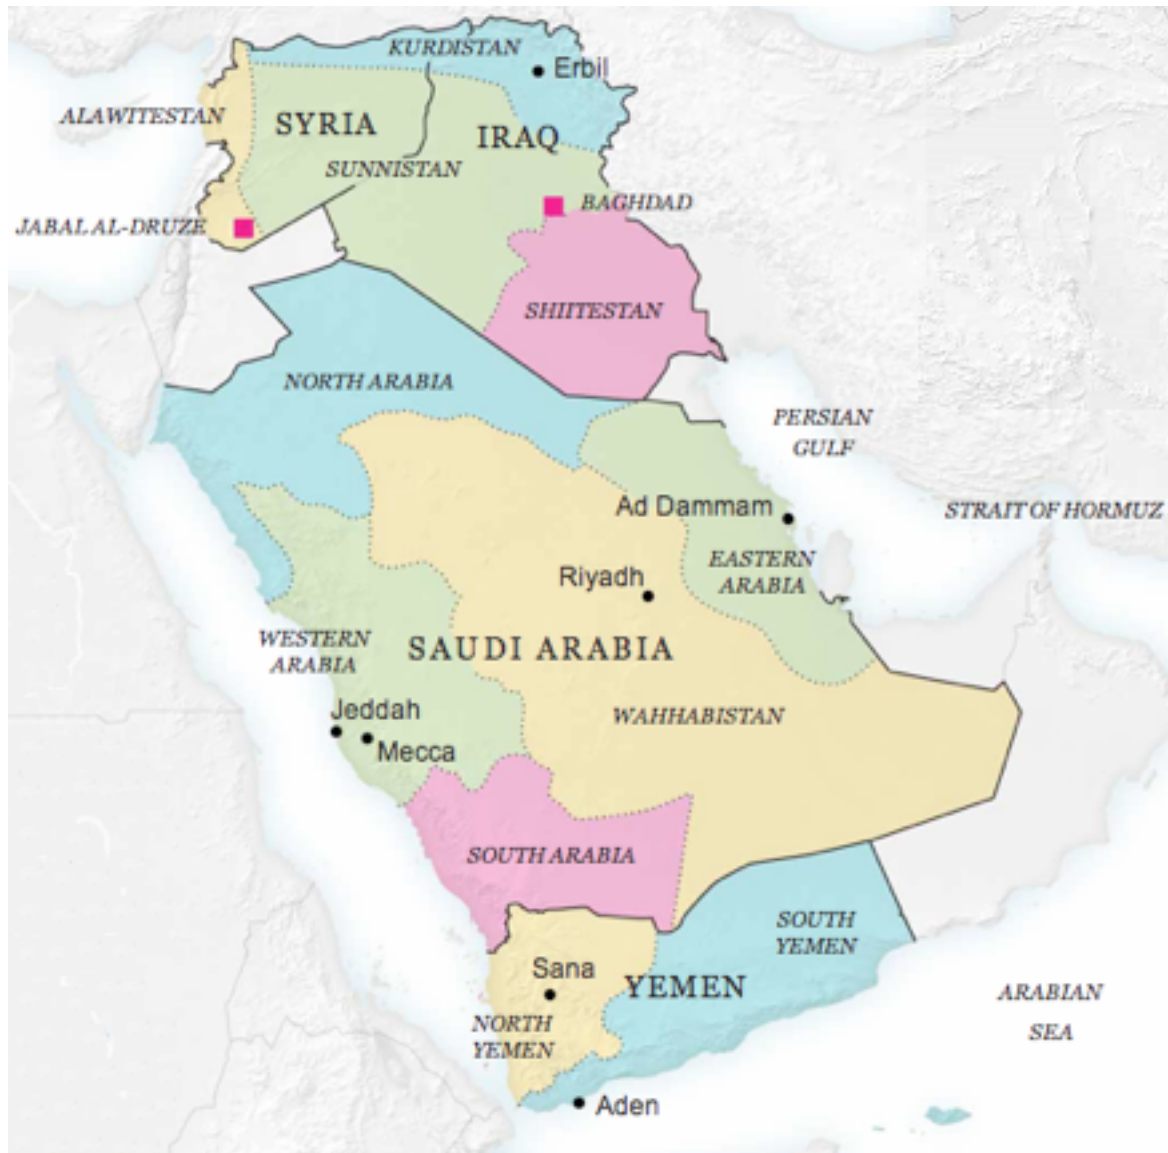 KURDISTAN
Erbil
ALAWITESTAN
SYRIA
IRAQ
SUNNISTAN
BAGHDAD
JABAL AL-DRUZE
SHIITESTAN
NORTH ARABIA
PERSIAN
GULF
Ad Dammam
STRAIT OF HORMUZ
EASTERN
ARABIA
Riyadh
WESTERN
ARABIA
SAUDI ARABIA
Jeddah
WAHHABISTAN
Mecca
SOUTH ARABIA
SOUTH
YEMEN
Sana
YEMEN
ARABIAN
SEA
NORTH
YEMEN
Aden